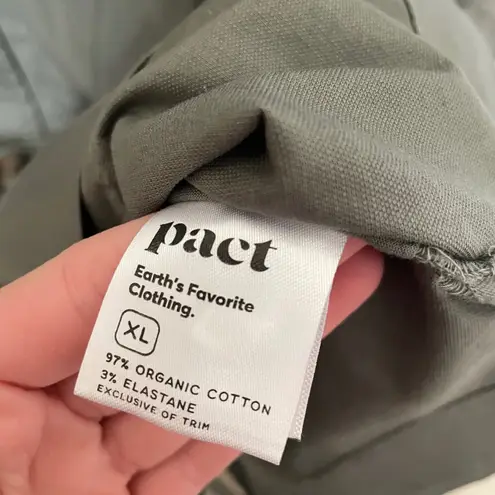 pact
Earth's Favorite
Clothing.
XL
97% ORGANIC COTTON
3% ELASTANE
EXCLUSIVE OF TRIM